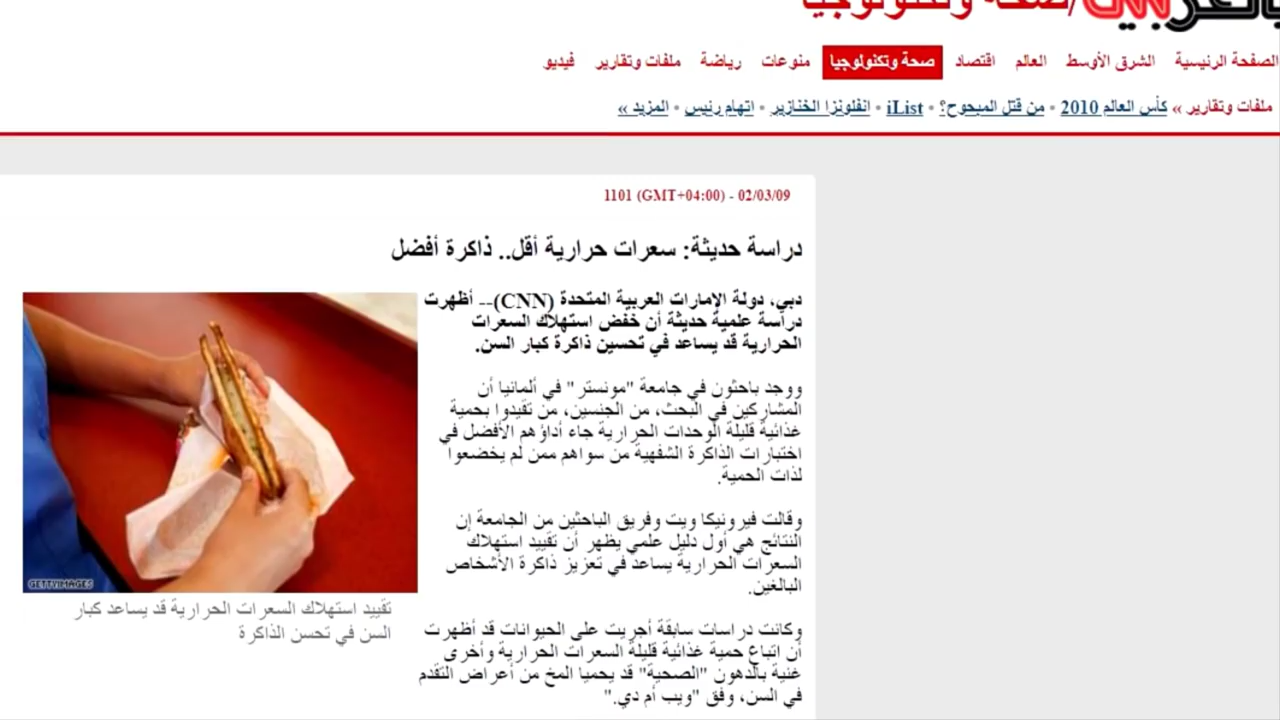 بالعربية CNN/صحة وتكنولوجيا
الصفحة الرئيسية الشرق الأوسط العالم اقتصاد صحة وتكنولوجيا منوعات رياضة ملفات وتقارير فيديو
ملفات وتقارير » كأس العالم 2010 • من قتل المبحوح؟ • iList • انفلونزا الخنازير • اتهام رئيس • المزيد »
1101 (GMT+04:00) - 02/03/09
دراسة حديثة: سعرات حرارية أقل.. ذاكرة أفضل
دبي، دولة الإمارات العربية المتحدة (CNN)-- أظهرت
دراسة علمية حديثة أن خفض استهلاك السعرات
الحرارية قد يساعد في تحسين ذاكرة كبار السن.
ووجد باحثون في جامعة "مونستر" في ألمانيا أن
المشاركين في البحث، من الجنسين، من تقيدوا بحمية
غذائية قليلة الوحدات الحرارية جاء أداؤهم الأفضل في
اختبارات الذاكرة الشفهية من سواهم ممن لم يخضعوا
لذات الحمية.
وقالت فيرونيكا ويت وفريق الباحثين من الجامعة إن
النتائج هي أول دليل علمي يظهر أن تقييد استهلاك
السعرات الحرارية يساعد في تعزيز ذاكرة الأشخاص
البالغين.
وكانت دراسات سابقة أجريت على الحيوانات قد أظهرت
أن اتباع حمية غذائية قليلة السعرات الحرارية وأخرى
غنية بالدهون "الصحية" قد يحميا المخ من أعراض التقدم
في السن، وفق "ويب أم دي."
GETTYIMAGES
تقييد استهلاك السعرات الحرارية قد يساعد كبار
السن في تحسن الذاكرة